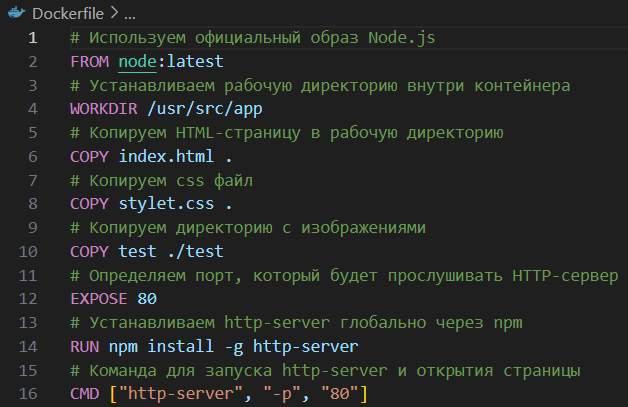 Dockerfile > ...
1 # Используем официальный образ Node.js
2 FROM node:latest
3 # Устанавливаем рабочую директорию внутри контейнера
4 WORKDIR /usr/src/app
5 # Копируем HTML-страницу в рабочую директорию
6 COPY index.html .
7 # Копируем css файл
8 COPY stylet.css .
9 # Копируем директорию с изображениями
10 COPY test ./test
11 # Определяем порт, который будет прослушивать HTTP-сервер
12 EXPOSE 80
13 # Устанавливаем http-server глобально через npm
14 RUN npm install -g http-server
15 # Команда для запуска http-server и открытия страницы
16 CMD ["http-server", "-p", "80"]